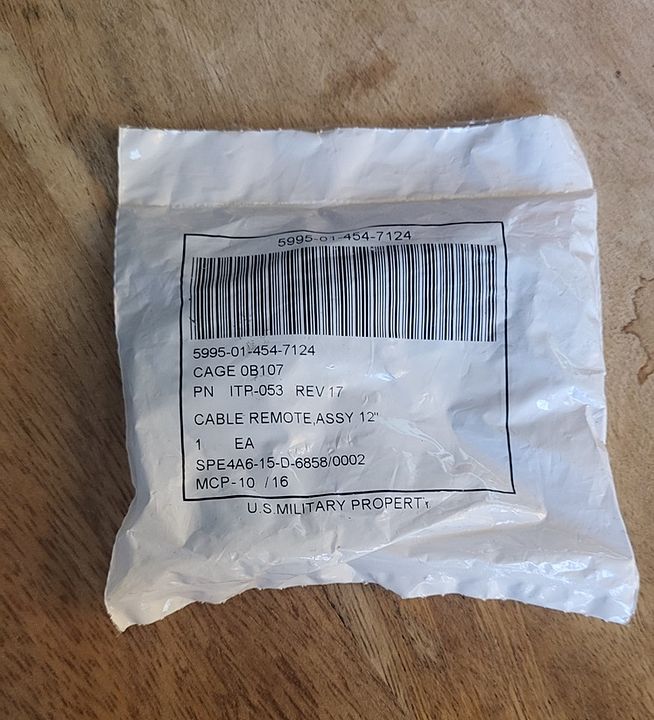 5995-01-454-7124
5995-01-454-7124
CAGE 0B107
PN ITP-053 REV 17
CABLE REMOTE,ASSY 12"
1 EA
SPE4A6-15-D-6858/0002
MCP-10 /16
U.S.MILITARY PROPERTY